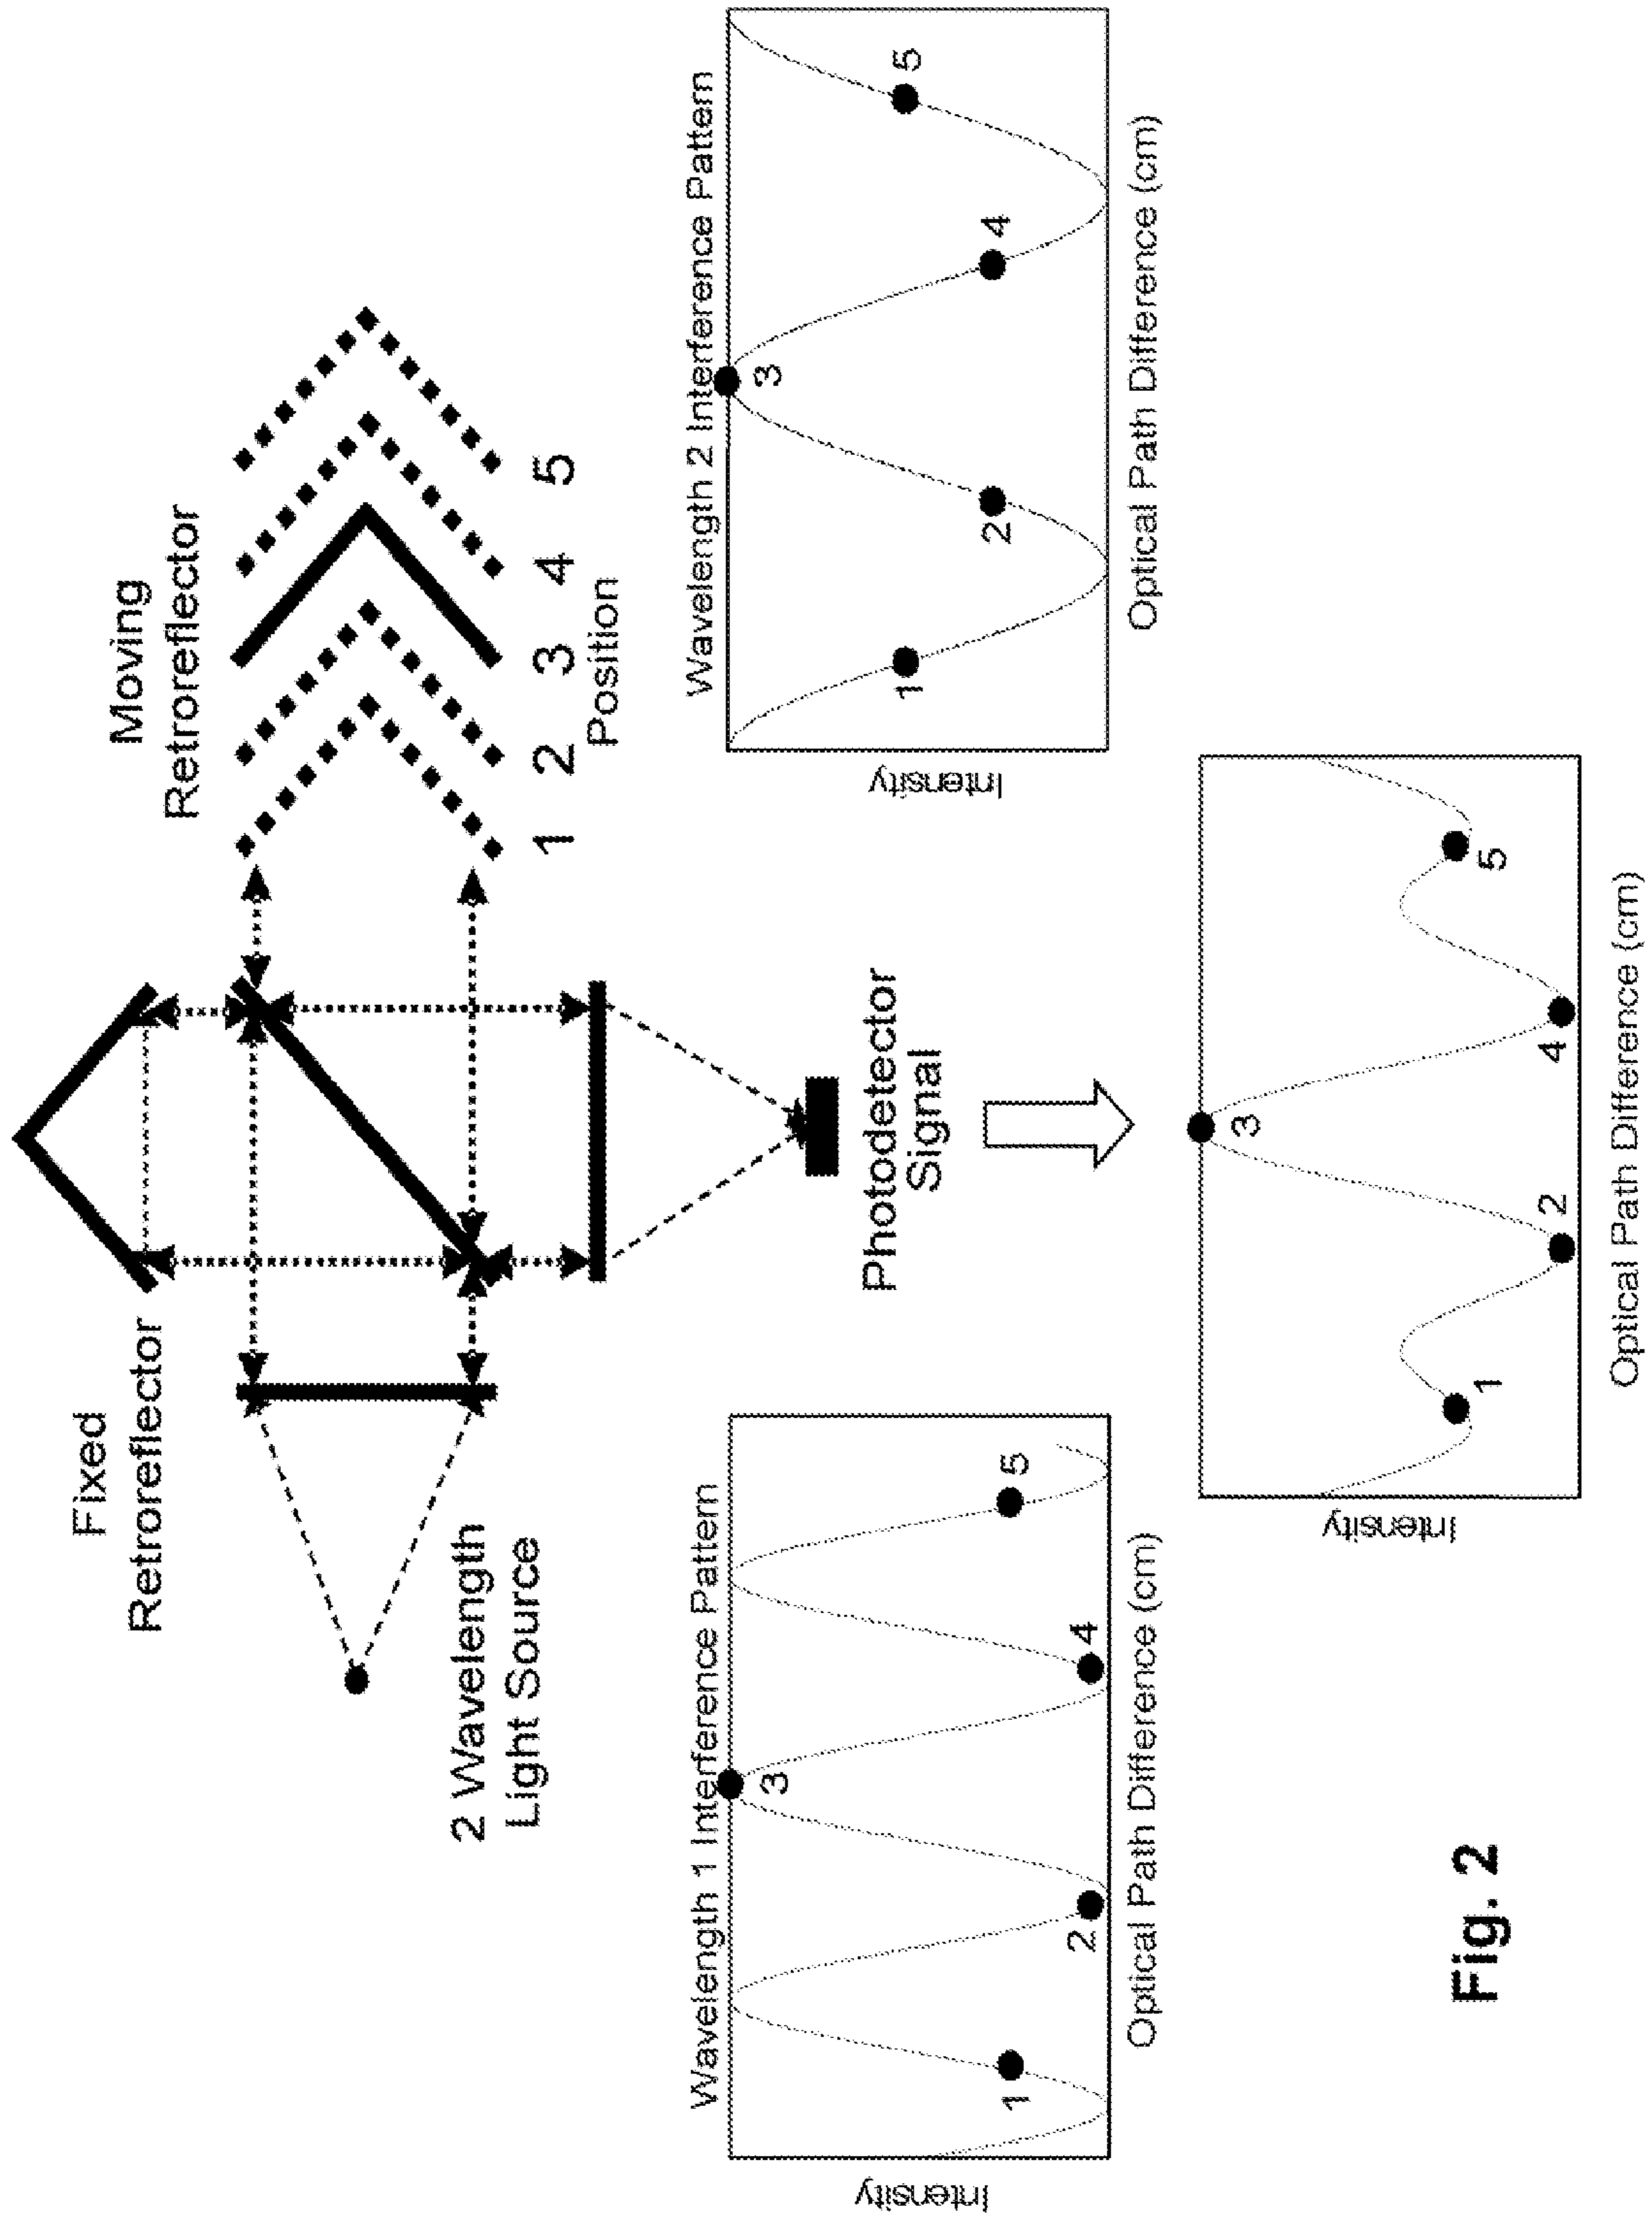 Fixed
Retroreflector
Moving
Retroreflector
2 Wavelength
Light Source
1 2 3 4 5
Position
Photodetector
Signal
Wavelength 1 Interference Pattern
Intensity
1
2
3
4
5
Optical Path Difference (cm)
Wavelength 2 Interference Pattern
Intensity
1
2
3
4
5
Optical Path Difference (cm)
Intensity
1
2
3
4
5
Optical Path Difference (cm)
Fig. 2